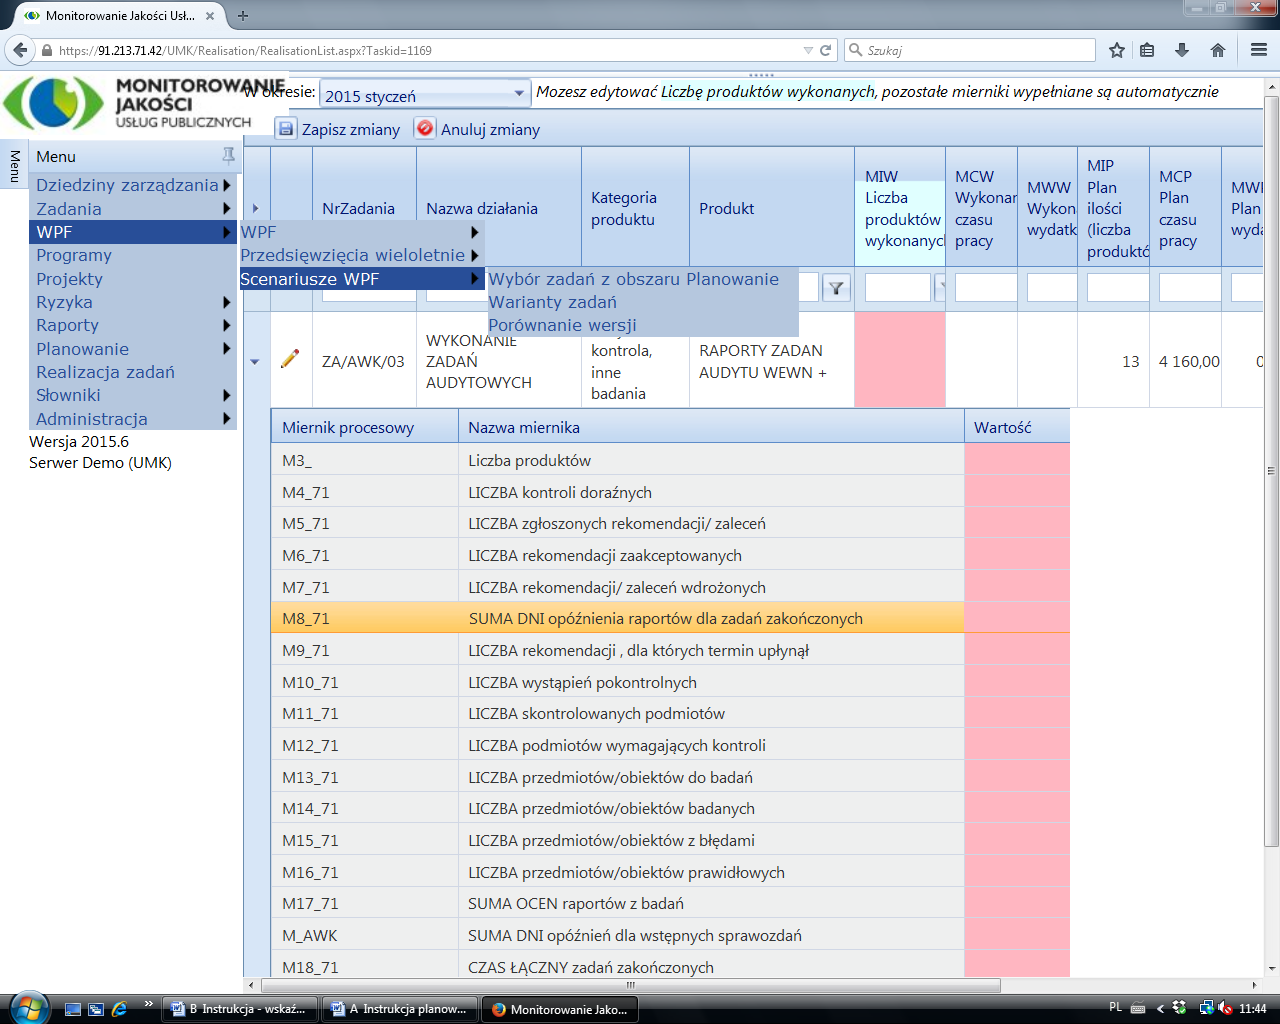 Monitorowanie Jakości Usł...
https://91.213.71.42/UMK/Realisation/RealisationList.aspx?Taskid=1169
Szukaj
MONITOROWANIE
JAKOŚCI
USŁUG PUBLICZNYCH
W okresie: 2015 styczeń Mozesz edytować Liczbę produktów wykonanych, pozostałe mierniki wypełniane są automatycznie
Zapisz zmiany Anuluj zmiany
Menu
Menu
Dziedziny zarządzania
Zadania
WPF
Programy
Projekty
Ryzyka
Raporty
Planowanie
Realizacja zadań
Słowniki
Administracja
Wersja 2015.6
Serwer Demo (UMK)
WPF
Przedsięwzięcia wieloletnie
Scenariusze WPF
Wybór zadań z obszaru Planowanie
Warianty zadań
Porównanie wersji
NrZadania
Nazwa działania
Kategoria
produktu
Produkt
MIW
Liczba
produktów
wykonanych
MCW
Wykonan
czasu
pracy
MWW
Wykon
wydatk
MIP
Plan
ilości
(liczba
produktó
MCP
Plan
czasu
pracy
MW
Plan
wyda
ZA/AWK/03
WYKONANIE
ZADAŃ
AUDYTOWYCH
kontrola,
inne
badania
RAPORTY ZADAN
AUDYTU WEWN +
13
4 160,00
0
Miernik procesowy Nazwa miernika Wartość
M3_ Liczba produktów
M4_71 LICZBA kontroli doraźnych
M5_71 LICZBA zgłoszonych rekomendacji/ zaleceń
M6_71 LICZBA rekomendacji zaakceptowanych
M7_71 LICZBA rekomendacji/ zaleceń wdrożonych
M8_71 SUMA DNI opóźnienia raportów dla zadań zakończonych
M9_71 LICZBA rekomendacji , dla których termin upłynął
M10_71 LICZBA wystąpień pokontrolnych
M11_71 LICZBA skontrolowanych podmiotów
M12_71 LICZBA podmiotów wymagających kontroli
M13_71 LICZBA przedmiotów/obiektów do badań
M14_71 LICZBA przedmiotów/obiektów badanych
M15_71 LICZBA przedmiotów/obiektów z błędami
M16_71 LICZBA przedmiotów/obiektów prawidłowych
M17_71 SUMA OCEN raportów z badań
M_AWK SUMA DNI opóźnień dla wstępnych sprawozdań
M18_71 CZAS ŁĄCZNY zadań zakończonych
B Instrukcja - wskaź... A Instrukcja planow... Monitorowanie Jako... PL 11:44